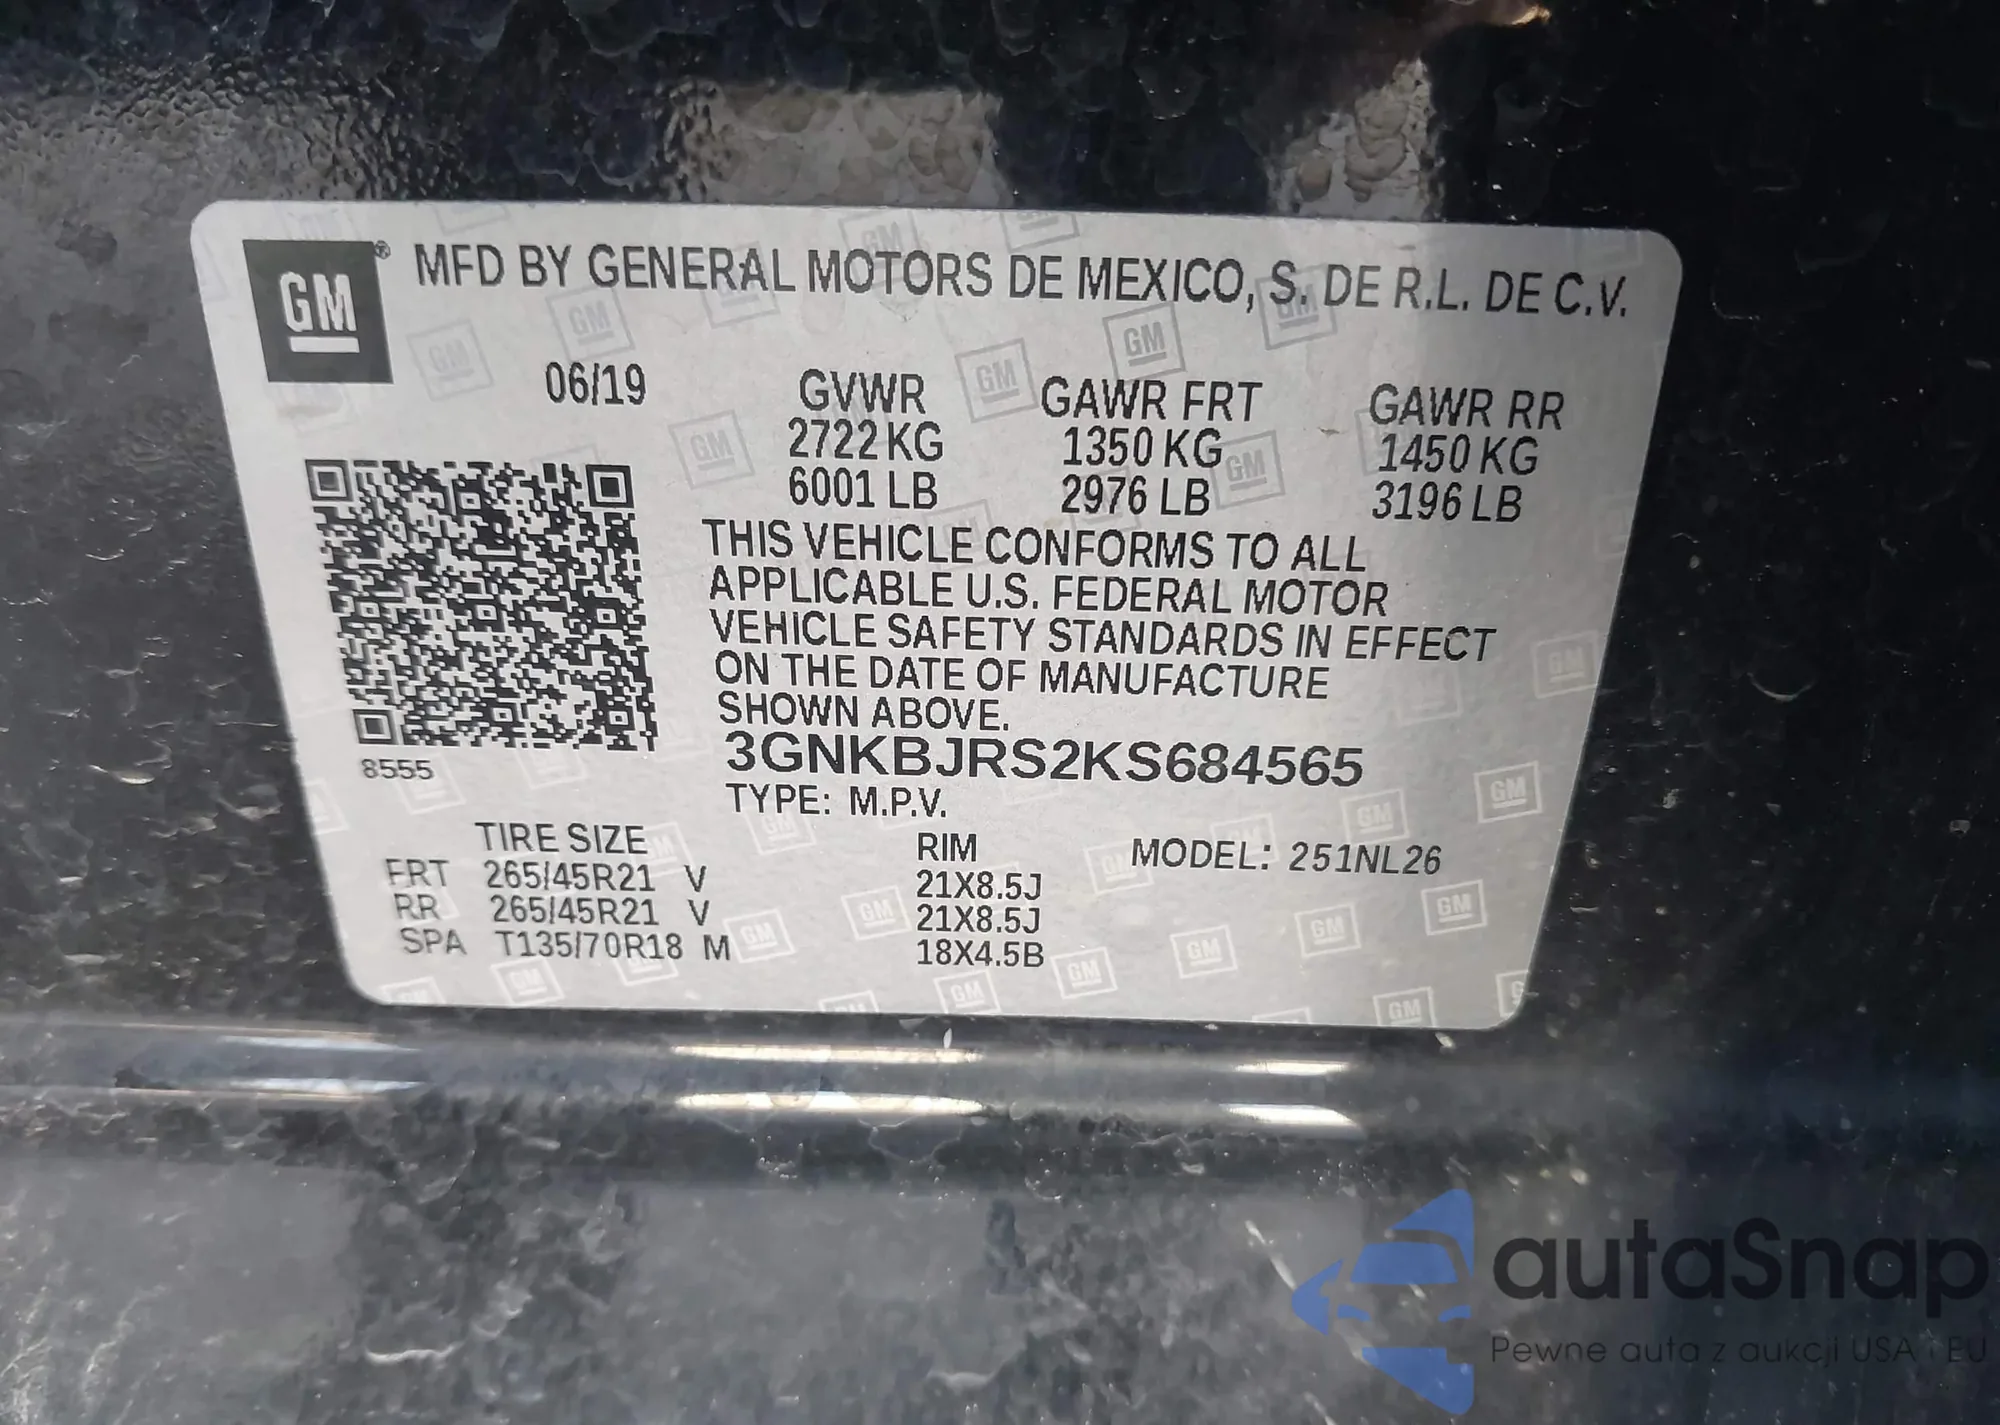 GM® MFD BY GENERAL MOTORS DE MEXICO, S. DE R.L. DE C.V.
06/19 GVWR GAWR FRT GAWR RR
2722 KG 1350 KG 1450 KG
6001 LB 2976 LB 3196 LB
THIS VEHICLE CONFORMS TO ALL
APPLICABLE U.S. FEDERAL MOTOR
VEHICLE SAFETY STANDARDS IN EFFECT
ON THE DATE OF MANUFACTURE
SHOWN ABOVE.
3GNKBJRS2KS684565
8555
TYPE: M.P.V.
TIRE SIZE RIM MODEL: 251NL26
FRT 265/45R21 V 21X8.5J
RR 265/45R21 V 21X8.5J
SPA T135/70R18 M 18X4.5B
autaSnap
Pewne auta z aukcji USA i EU